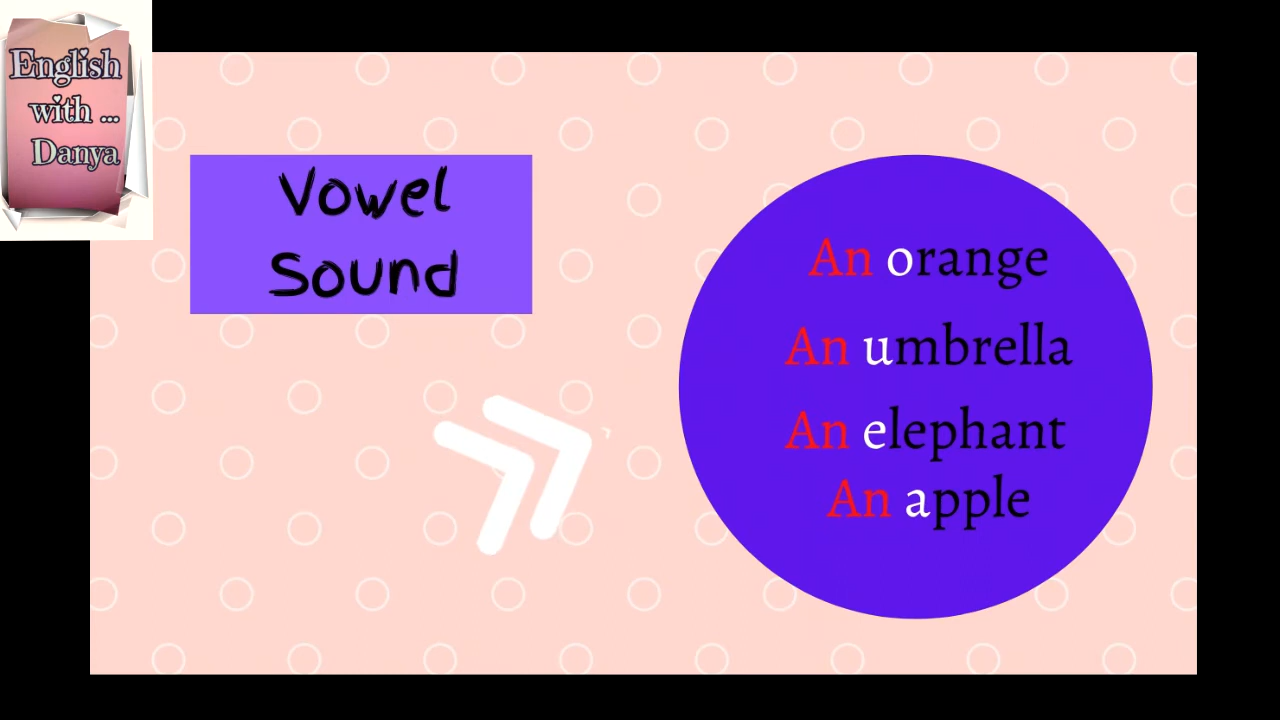 English
with ...
Danya
Vowel
Sound
An orange
An umbrella
An elephant
An apple